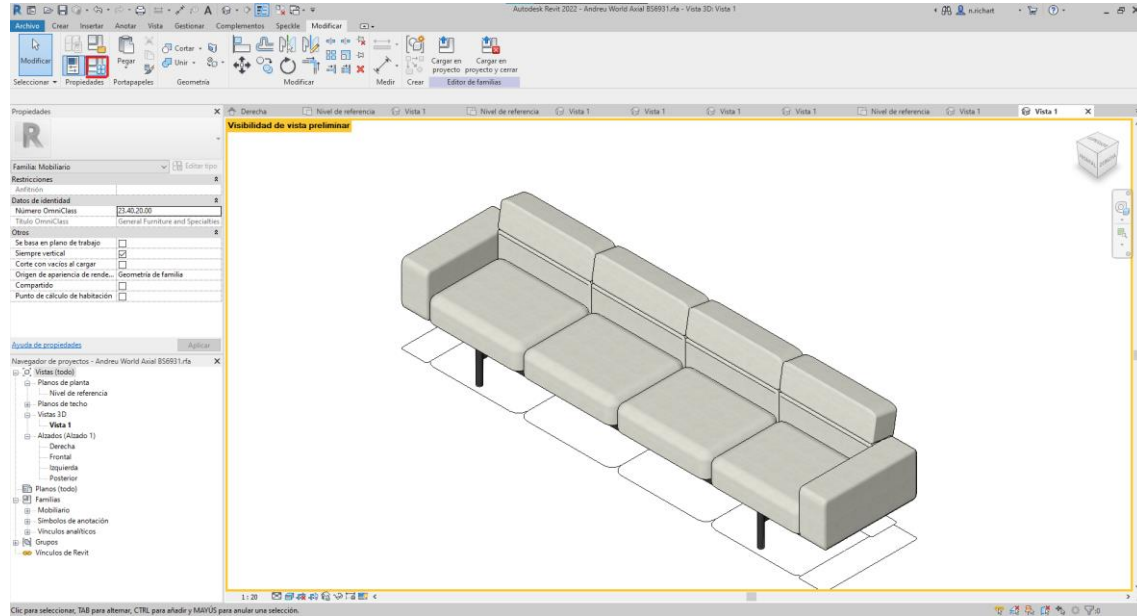 Autodesk Revit 2022 - Andreu World Axial BS6931.rfa - Vista 3D: Vista 1
n.richart
Archivo Crear Insertar Anotar Vista Gestionar Complementos Speckle Modificar
Modificar
Pegar
Cortar
Unir
Cargar en proyecto
Cargar en proyecto y cerrar
Seleccionar Propiedades Portapapeles Geometría Modificar Medir Crear Editor de familias
Propiedades
Derecha Nivel de referencia Vista 1 Nivel de referencia Vista 1 Vista 1 Vista 1 Vista 1 Nivel de referencia Vista 1 Vista 1
Visibilidad de vista preliminar
R
Familia: Mobiliario Editar tipo
Restricciones
Anfitrión
Datos de identidad
Número OmniClass 23.40.20.00
Título OmniClass General Furniture and Specialties
Otros
Se basa en plano de trabajo
Siempre vertical
Corte con vacíos al cargar
Origen de apariencia de rende... Geometría de familia
Compartido
Punto de cálculo de habitación
Ayuda de propiedades Aplicar
Navegador de proyectos - Andreu World Axial BS6931.rfa
Vistas (todo)
Planos de planta
Nivel de referencia
Planos de techo
Vistas 3D
Vista 1
Alzados (Alzado 1)
Derecha
Frontal
Izquierda
Posterior
Planos (todo)
Familias
Mobiliario
Símbolos de anotación
Vínculos analíticos
Grupos
Vínculos de Revit
1 : 20
Clic para seleccionar, TAB para alternar, CTRL para añadir y MAYÚS para anular una selección.
:0